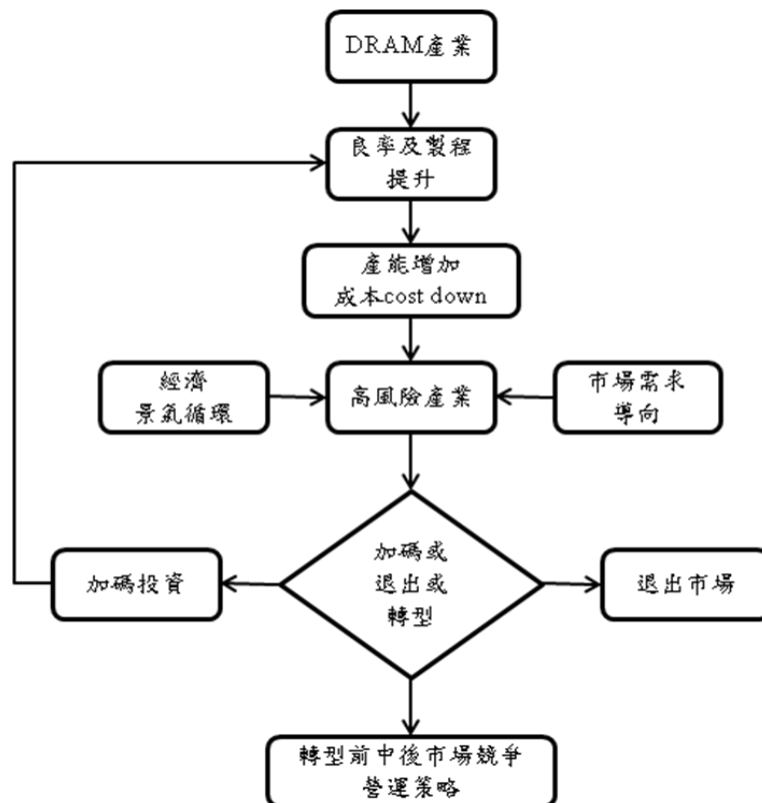 DRAM產業
良率及製程
提升
產能增加
成本cost down
經濟
景氣循環
高風險產業
市場需求
導向
加碼投資
加碼或
退出或
轉型
退出市場
轉型前中後市場競爭
營運策略